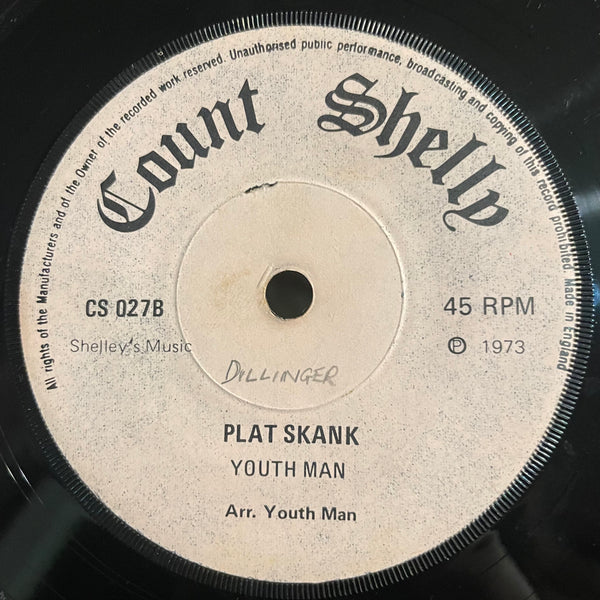 All rights of the Manufacturers and of the Owner of the recorded work reserved. Unauthorised public performance, broadcasting and copying of this record prohibited. Made in England
Count Shelly
CS 027B
45 RPM
Shelley's Music
Ⓟ 1973
DILLINGER
PLAT SKANK
YOUTH MAN
Arr. Youth Man